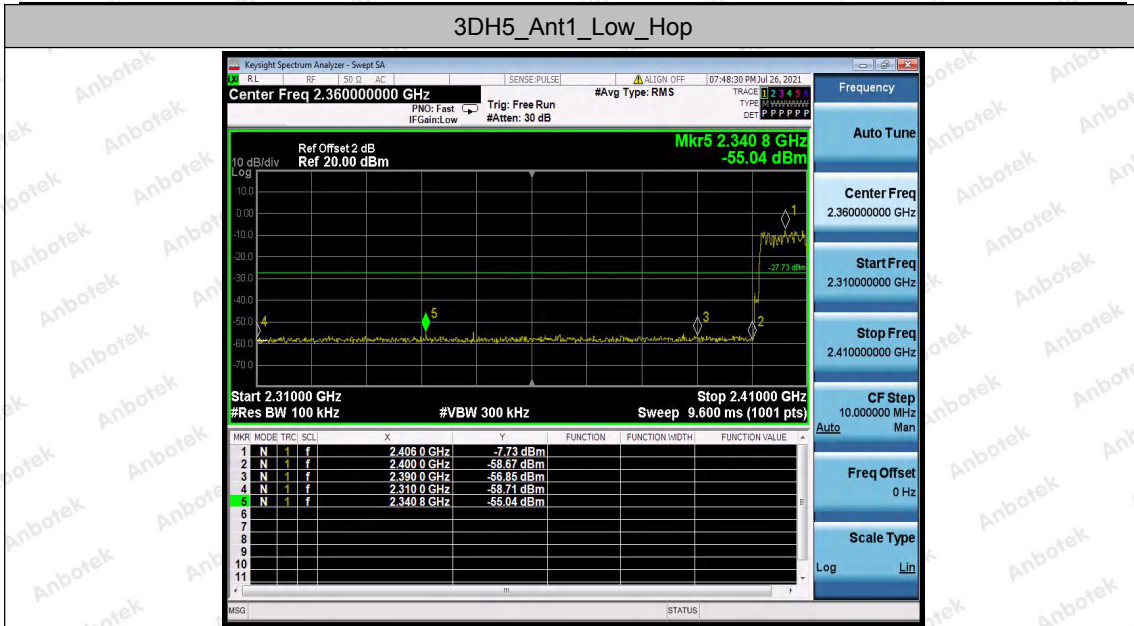 3DH5_Ant1_Low_Hop
Keysight Spectrum Analyzer - Swept SA
RL RF 50 Ω AC SENSE:PULSE ALIGN OFF 07:48:30 PM Jul 26, 2021
Center Freq 2.360000000 GHz
PNO: Fast
IFGain:Low
Trig: Free Run
#Atten: 30 dB
#Avg Type: RMS
TRACE 1 2 3 4 5 6
TYPE M WWWWW
DET P P P P P P
Ref Offset 2 dB
Ref 20.00 dBm
10 dB/div
Log
Mkr5 2.340 8 GHz
-55.04 dBm
10.0
0.00
-10.0
-20.0
-30.0
-40.0
-50.0
-60.0
-70.0
1
-27.73 dBm
4
5
3
2
Start 2.31000 GHz Stop 2.41000 GHz
#Res BW 100 kHz #VBW 300 kHz Sweep 9.600 ms (1001 pts)
MKR MODE TRC SCL X Y FUNCTION FUNCTION WIDTH FUNCTION VALUE
1 N 1 f 2.406 0 GHz -7.73 dBm
2 N 1 f 2.400 0 GHz -58.67 dBm
3 N 1 f 2.390 0 GHz -56.85 dBm
4 N 1 f 2.310 0 GHz -58.71 dBm
5 N 1 f 2.340 8 GHz -55.04 dBm
6
7
8
9
10
11
MSG STATUS
Frequency
Auto Tune
Center Freq
2.360000000 GHz
Start Freq
2.310000000 GHz
Stop Freq
2.410000000 GHz
CF Step
10.000000 MHz
Auto Man
Freq Offset
0 Hz
Scale Type
Log Lin
Anbotek